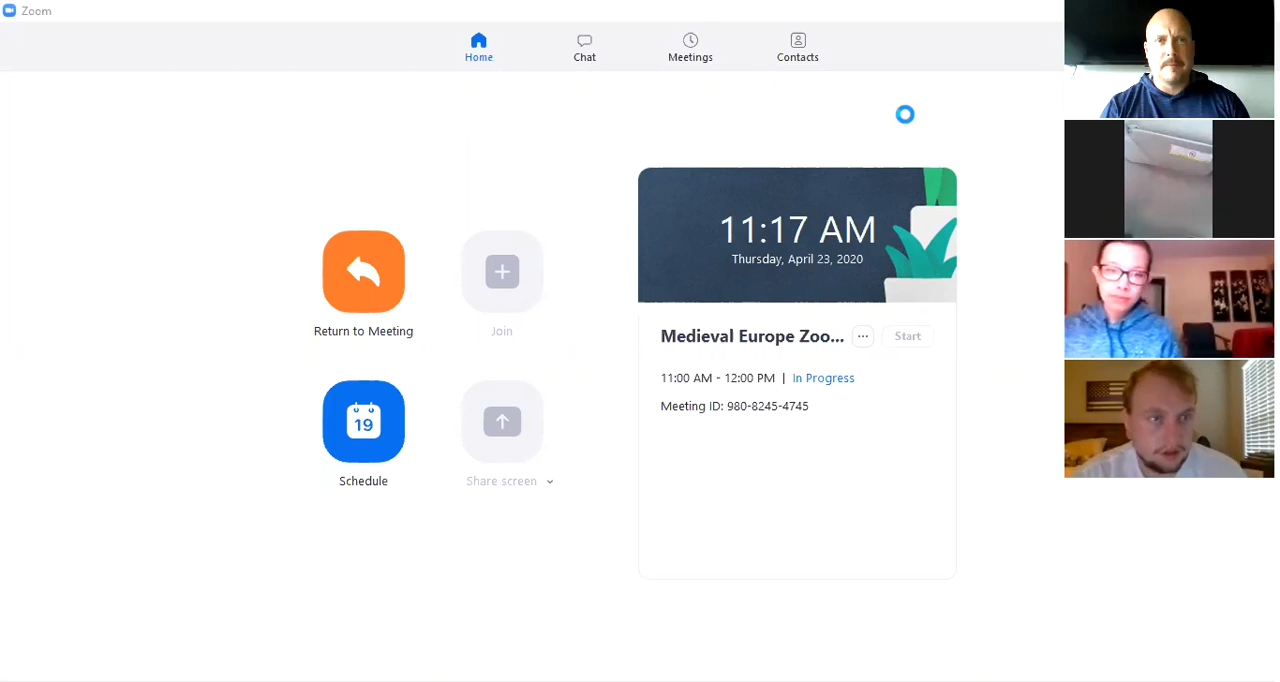 Zoom
Home
Chat
Meetings
Contacts
11:17 AM
Thursday, April 23, 2020
Return to Meeting
Join
Medieval Europe Zoo... ... Start
11:00 AM - 12:00 PM | In Progress
Meeting ID: 980-8245-4745
19
Schedule
Share screen